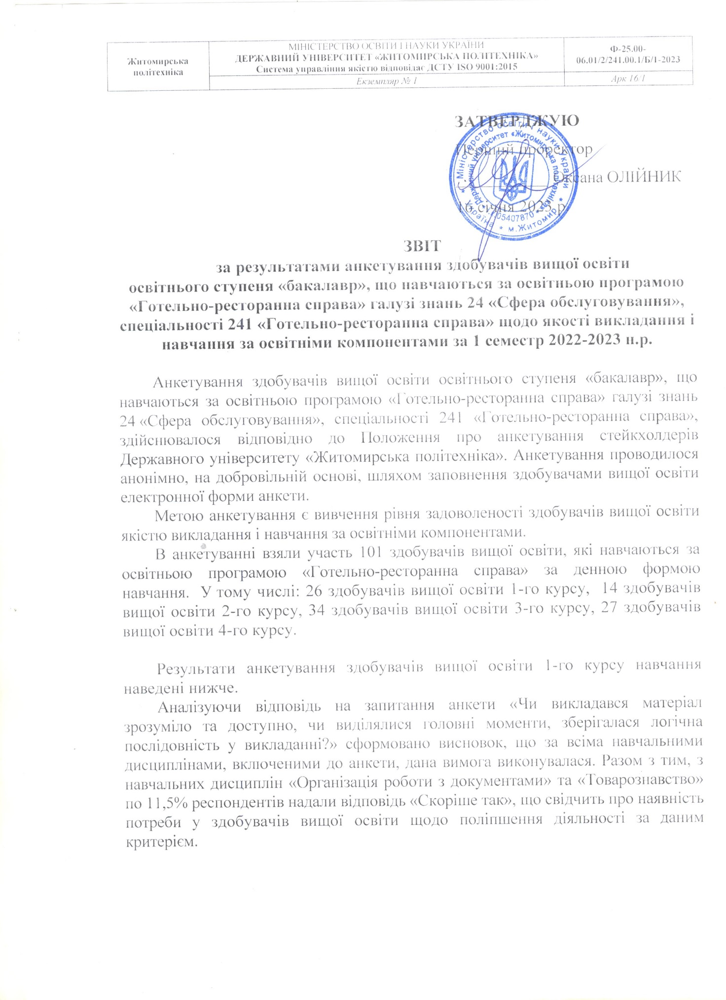 Житомирська
політехніка
МІНІСТЕРСТВО ОСВІТИ І НАУКИ УКРАЇНИ
ДЕРЖАВНИЙ УНІВЕРСИТЕТ «ЖИТОМИРСЬКА ПОЛІТЕХНІКА»
Система управління якістю відповідає ДСТУ ISO 9001:2015
Екземпляр № 1
Ф-25.00-
06.01/2/241.00.1/Б/1-2023
Арк 16/1
ЗАТВЕРДЖУЮ
Перший проректор
Оксана ОЛІЙНИК
16 січня 2023 р
Міністерство освіти і науки України
* Україна * м.Житомир *
Державний університет «Житомирська політехніка»
05407870
ЗВІТ
за результатами анкетування здобувачів вищої освіти
освітнього ступеня «бакалавр», що навчаються за освітньою програмою
«Готельно-ресторанна справа» галузі знань 24 «Сфера обслуговування»,
спеціальності 241 «Готельно-ресторанна справа» щодо якості викладання і
навчання за освітніми компонентами за 1 семестр 2022-2023 н.р.
Анкетування здобувачів вищої освіти освітнього ступеня «бакалавр», що
навчаються за освітньою програмою «Готельно-ресторанна справа» галузі знань
24 «Сфера обслуговування», спеціальності 241 «Готельно-ресторанна справа»,
здійснювалося відповідно до Положення про анкетування стейкхолдерів
Державного університету «Житомирська політехніка». Анкетування проводилося
анонімно, на добровільній основі, шляхом заповнення здобувачами вищої освіти
електронної форми анкети.
Метою анкетування є вивчення рівня задоволеності здобувачів вищої освіти
якістю викладання і навчання за освітніми компонентами.
В анкетуванні взяли участь 101 здобувачів вищої освіти, які навчаються за
освітньою програмою «Готельно-ресторанна справа» за денною формою
навчання. У тому числі: 26 здобувачів вищої освіти 1-го курсу, 14 здобувачів
вищої освіти 2-го курсу, 34 здобувачів вищої освіти 3-го курсу, 27 здобувачів
вищої освіти 4-го курсу.
Результати анкетування здобувачів вищої освіти 1-го курсу навчання
наведені нижче.
Аналізуючи відповідь на запитання анкети «Чи викладався матеріал
зрозуміло та доступно, чи виділялися головні моменти, зберігалася логічна
послідовність у викладанні?» сформовано висновок, що за всіма навчальними
дисциплінами, включеними до анкети, дана вимога виконувалася. Разом з тим, з
навчальних дисциплін «Організація роботи з документами» та «Товарознавство»
по 11,5% респондентів надали відповідь «Скоріше так», що свідчить про наявність
потреби у здобувачів вищої освіти щодо поліпшення діяльності за даним
критерієм.